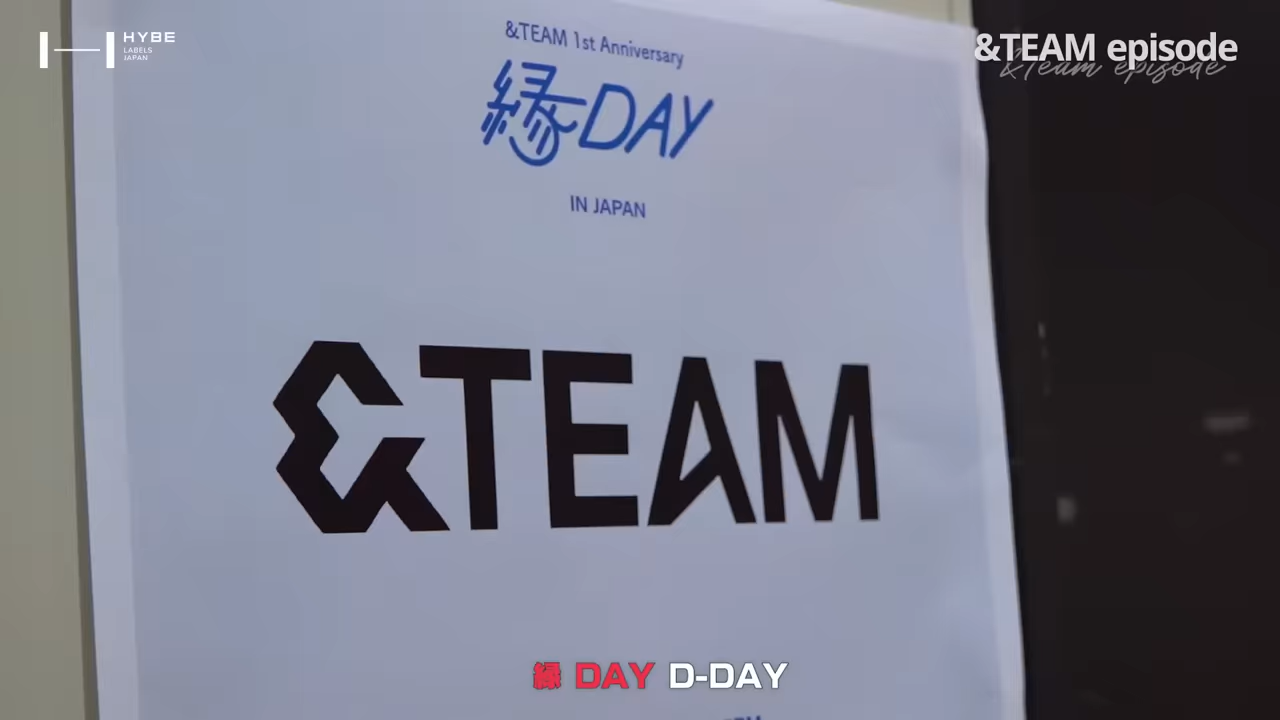 HYBE
LABELS
JAPAN
&TEAM episode
&Team episode
&TEAM 1st Anniversary
縁DAY
IN JAPAN
&TEAM
縁 DAY D-DAY